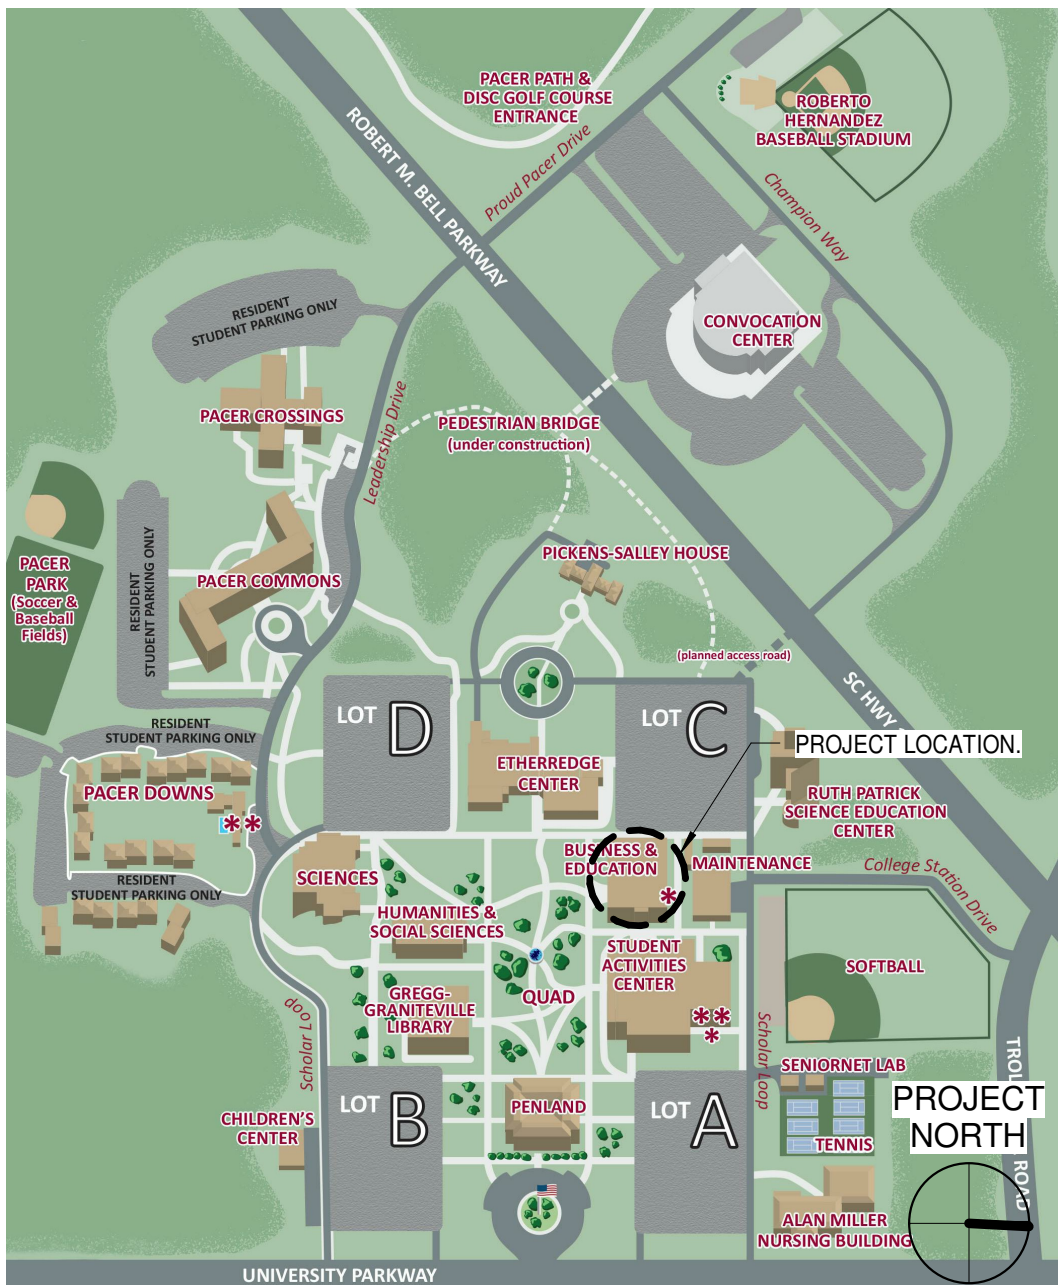 PACER PATH &
DISC GOLF COURSE
ENTRANCE
ROBERTO
HERNANDEZ
BASEBALL STADIUM
ROBERT M. BELL PARKWAY
Proud Pacer Drive
Champion Way
RESIDENT
STUDENT PARKING ONLY
CONVOCATION
CENTER
PACER CROSSINGS
Leadership Drive
PEDESTRIAN BRIDGE
(under construction)
PACER
PARK
(Soccer &
Baseball
Fields)
RESIDENT
STUDENT PARKING ONLY
PACER COMMONS
PICKENS-SALLEY HOUSE
(planned access road)
SC HWY
RESIDENT
STUDENT PARKING ONLY
LOT D
LOT C
PROJECT LOCATION.
ETHERREDGE
CENTER
PACER DOWNS
**
RUTH PATRICK
SCIENCE EDUCATION
CENTER
RESIDENT
STUDENT PARKING ONLY
SCIENCES
BUSINESS &
EDUCATION
*
MAINTENANCE
College Station Drive
HUMANITIES &
SOCIAL SCIENCES
STUDENT
ACTIVITIES
CENTER
**
*
SOFTBALL
GREGG-
GRANITEVILLE
LIBRARY
QUAD
Scholar Loop
Scholar Loop
SENIORNET LAB
LOT B
PENLAND
LOT A
CHILDREN'S
CENTER
TENNIS
PROJECT
NORTH
ROAD
ALAN MILLER
NURSING BUILDING
UNIVERSITY PARKWAY